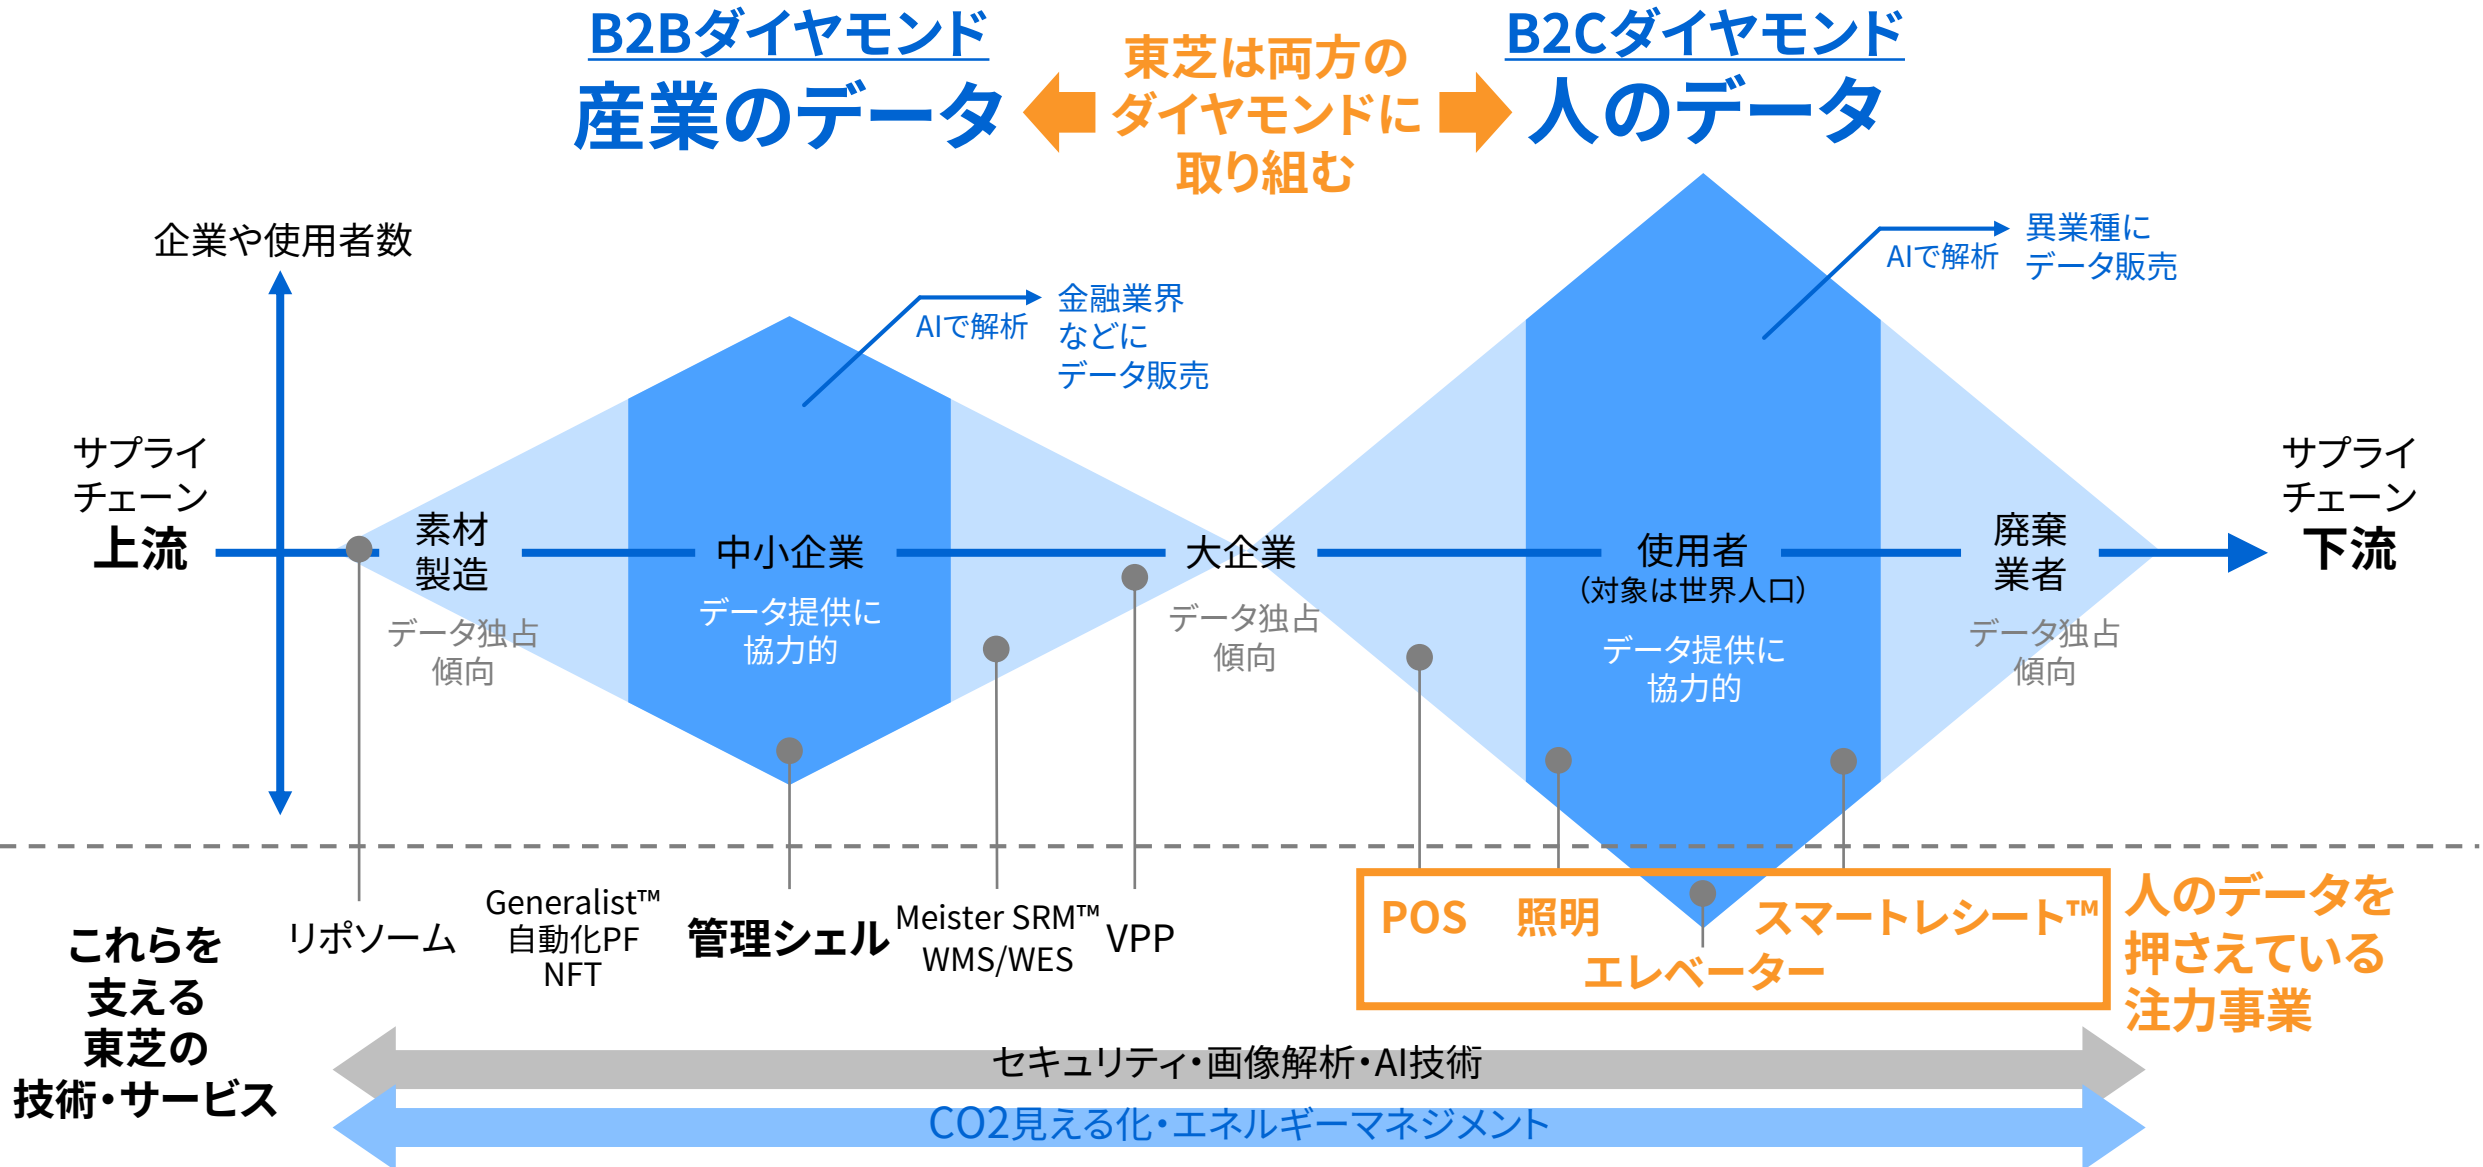 B2Bダイヤモンド
産業のデータ
東芝は両方の
ダイヤモンドに
取り組む
B2Cダイヤモンド
人のデータ
企業や使用者数
AIで解析
金融業界
などに
データ販売
AIで解析
異業種に
データ販売
サプライ
チェーン
上流
素材
製造
データ独占
傾向
中小企業
データ提供に
協力的
大企業
データ独占
傾向
使用者
（対象は世界人口）
データ提供に
協力的
廃棄
業者
データ独占
傾向
サプライ
チェーン
下流
これらを
支える
東芝の
技術・サービス
リポソーム
Generalist™
自動化PF
NFT
管理シェル
Meister SRM™
WMS/WES
VPP
POS
照明
エレベーター
スマートレシート™
人のデータを
押さえている
注力事業
セキュリティ・画像解析・AI技術
CO2見える化・エネルギーマネジメント